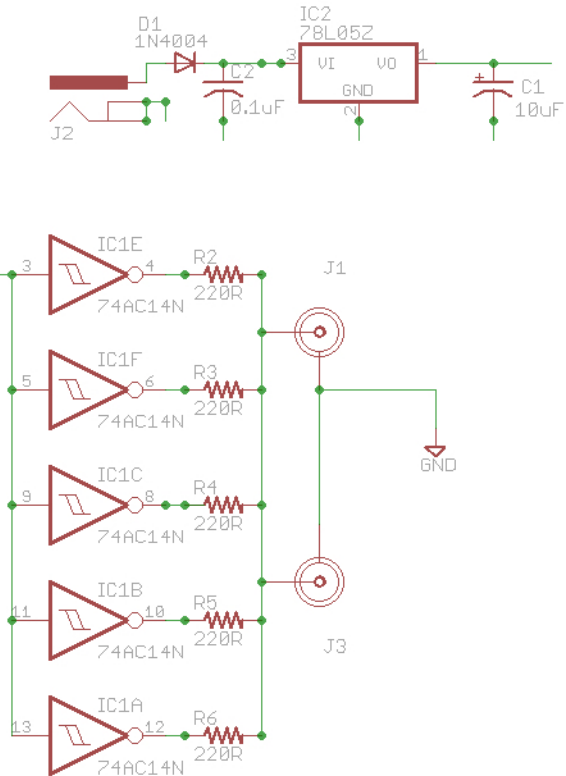 D1
1N4004
IC2
78L05Z
3
VI
VO
1
GND
2
C2
0.1uF
+
C1
10uF
J2
IC1E
3
4
74AC14N
R2
220R
J1
IC1F
5
6
74AC14N
R3
220R
GND
IC1C
9
8
74AC14N
R4
220R
IC1B
11
10
74AC14N
R5
220R
J3
IC1A
13
12
74AC14N
R6
220R